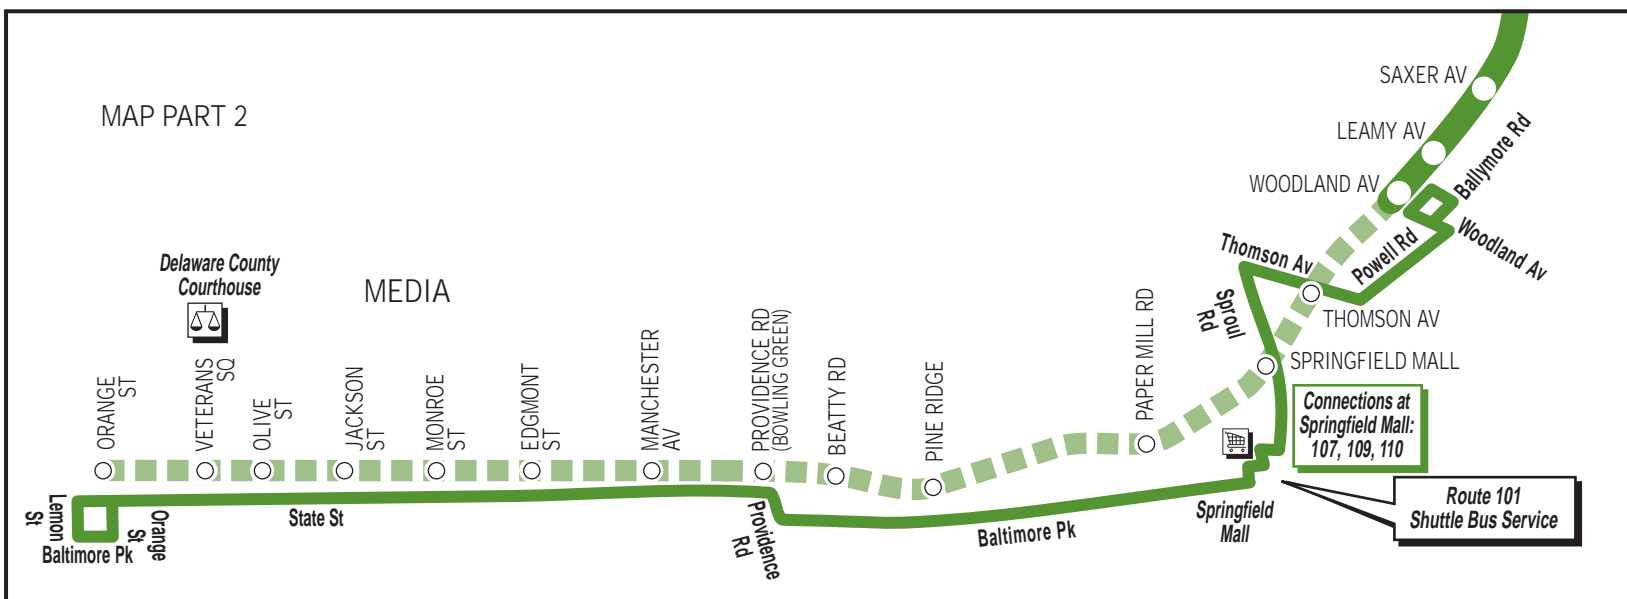 MAP PART 2
SAXER AV
LEAMY AV
WOODLAND AV
Ballymore Rd
Woodland Av
Powell Rd
Thomson Av
Sproul
Rd
THOMSON AV
SPRINGFIELD MALL
Delaware County
Courthouse
MEDIA
ORANGE
ST
VETERANS
SQ
OLIVE
ST
JACKSON
ST
MONROE
ST
EDGMONT
ST
MANCHESTER
AV
PROVIDENCE RD
(BOWLING GREEN)
BEATTY RD
PINE RIDGE
PAPER MILL RD
Connections at
Springfield Mall:
107, 109, 110
Route 101
Shuttle Bus Service
Springfield
Mall
Lemon
St
Orange
St
Baltimore Pk
State St
Providence
Rd
Baltimore Pk